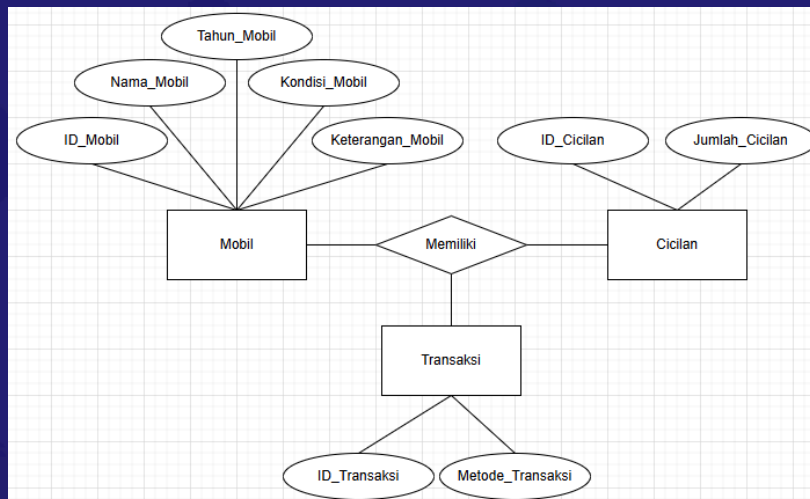 Tahun_Mobil
Nama_Mobil
Kondisi_Mobil
ID_Mobil
Keterangan_Mobil
ID_Cicilan
Jumlah_Cicilan
Mobil
Memiliki
Cicilan
Transaksi
ID_Transaksi
Metode_Transaksi